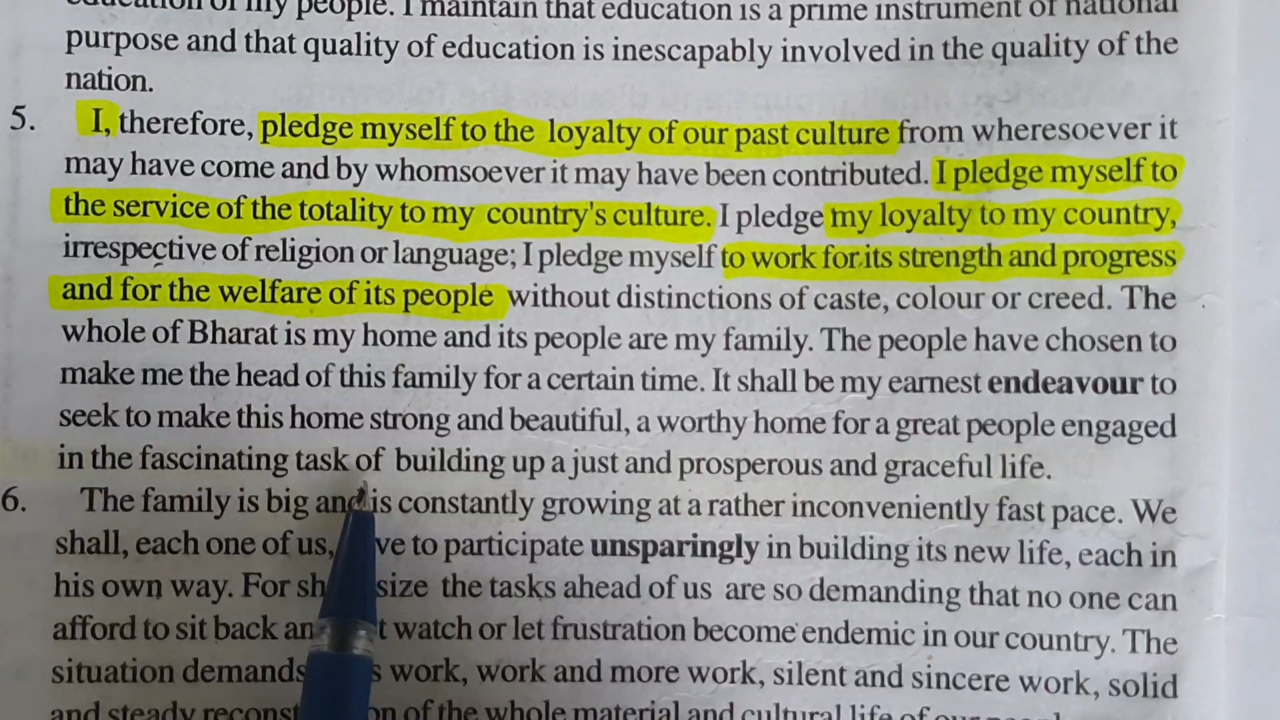 education of my people. I maintain that education is a prime instrument of national
purpose and that quality of education is inescapably involved in the quality of the
nation.
5. I, therefore, pledge myself to the loyalty of our past culture from wheresoever it
may have come and by whomsoever it may have been contributed. I pledge myself to
the service of the totality to my country's culture. I pledge my loyalty to my country,
irrespective of religion or language; I pledge myself to work for its strength and progress
and for the welfare of its people without distinctions of caste, colour or creed. The
whole of Bharat is my home and its people are my family. The people have chosen to
make me the head of this family for a certain time. It shall be my earnest endeavour to
seek to make this home strong and beautiful, a worthy home for a great people engaged
in the fascinating task of building up a just and prosperous and graceful life.
6. The family is big and is constantly growing at a rather inconveniently fast pace. We
shall, each one of us, ve to participate unsparingly in building its new life, each in
his own way. For sh size the tasks ahead of us are so demanding that no one can
afford to sit back an t watch or let frustration become endemic in our country. The
situation demands s work, work and more work, silent and sincere work, solid
and steady reconst on of the whole material and cultural life of our people.